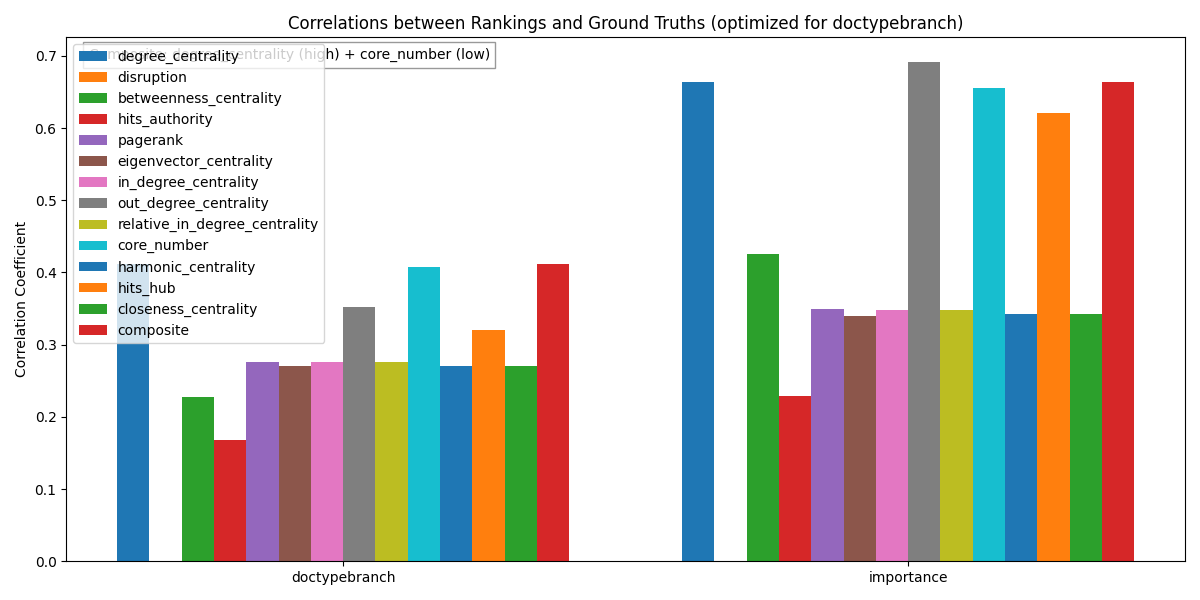 Correlations between Rankings and Ground Truths (optimized for doctypebranch)
Composite: degree_centrality (high) + core_number (low)
degree_centrality
disruption
betweenness_centrality
hits_authority
pagerank
eigenvector_centrality
in_degree_centrality
out_degree_centrality
relative_in_degree_centrality
core_number
harmonic_centrality
hits_hub
closeness_centrality
composite
Correlation Coefficient
0.7
0.6
0.5
0.4
0.3
0.2
0.1
0.0
doctypebranch
importance